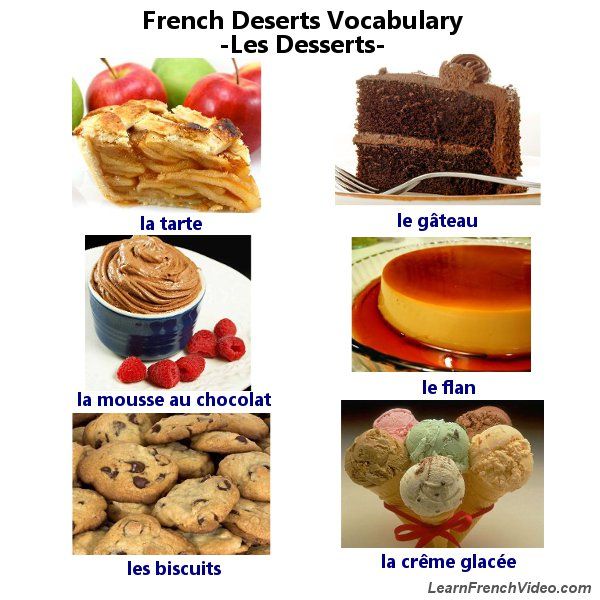 French Deserts Vocabulary
-Les Desserts-
la tarte
le gâteau
la mousse au chocolat
le flan
les biscuits
la crême glacée
LearnFrenchVideo.com